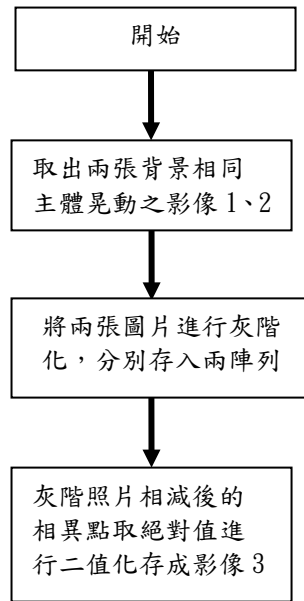 開始
取出兩張背景相同
主體晃動之影像 1、2
將兩張圖片進行灰階
化，分別存入兩陣列
灰階照片相減後的
相異點取絕對值進
行二值化存成影像 3